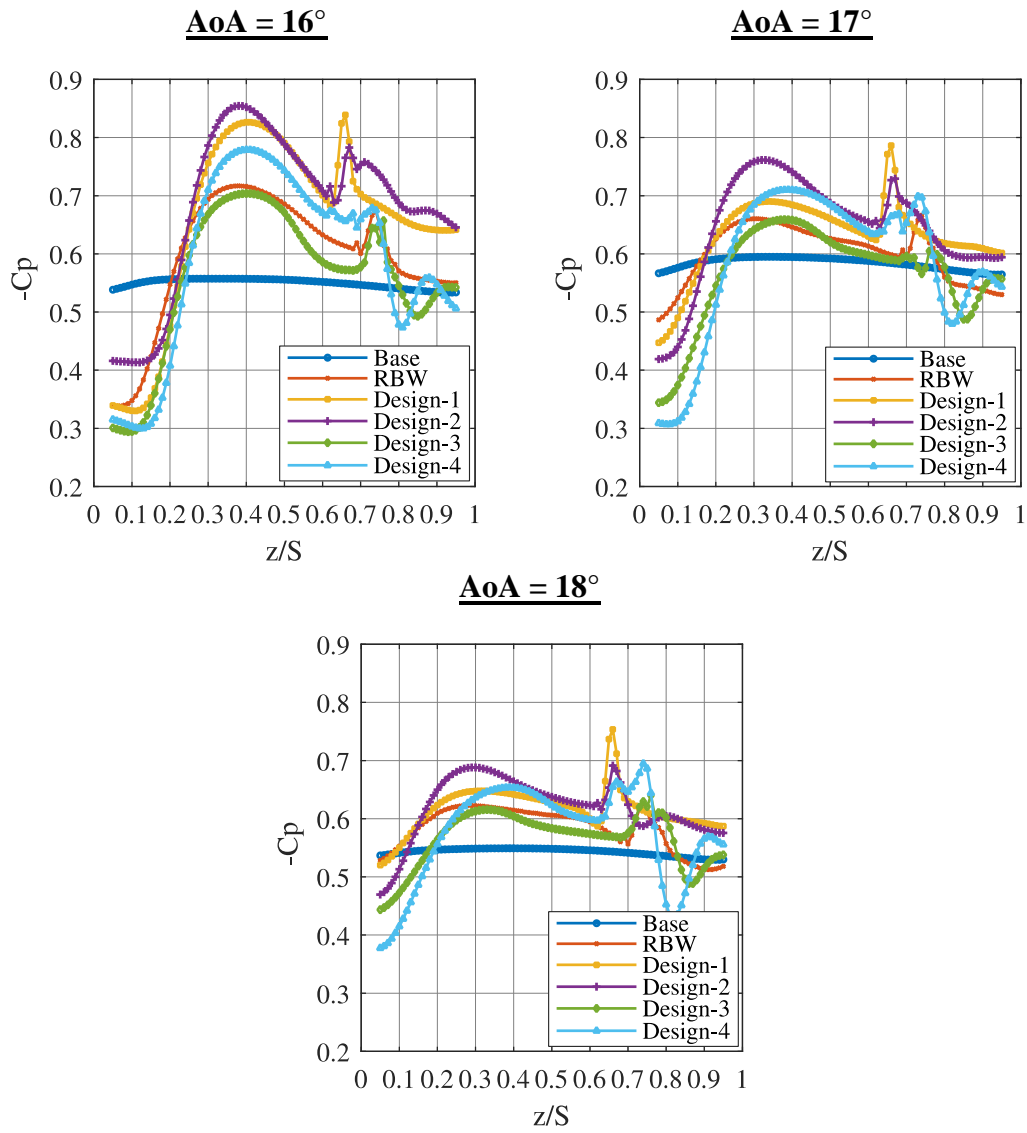 AoA = 16°
AoA = 17°
0.9
0.8
0.7
0.6
0.5
0.4
0.3
0.2
-Cp
Base
RBW
Design-1
Design-2
Design-3
Design-4
0 0.1 0.2 0.3 0.4 0.5 0.6 0.7 0.8 0.9 1
z/S
0.9
0.8
0.7
0.6
0.5
0.4
0.3
0.2
-Cp
Base
RBW
Design-1
Design-2
Design-3
Design-4
0 0.1 0.2 0.3 0.4 0.5 0.6 0.7 0.8 0.9 1
z/S
AoA = 18°
0.9
0.8
0.7
0.6
0.5
0.4
0.3
0.2
-Cp
Base
RBW
Design-1
Design-2
Design-3
Design-4
0 0.1 0.2 0.3 0.4 0.5 0.6 0.7 0.8 0.9 1
z/S